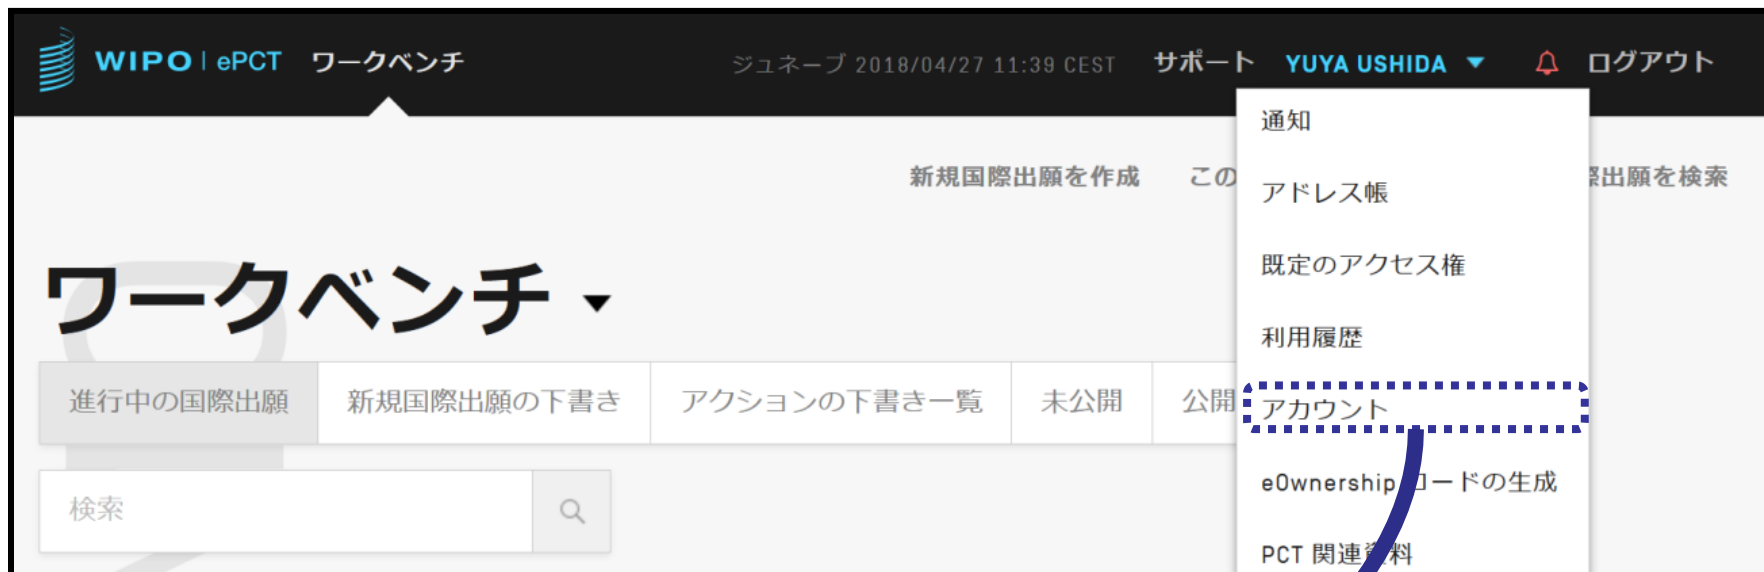 WIPO | ePCT ワークベンチ ジュネーブ 2018/04/27 11:39 CEST サポート YUYA USHIDA ログアウト
通知
新規国際出願を作成 この 出願を検索
アドレス帳
既定のアクセス権
ワークベンチ
利用履歴
進行中の国際出願 新規国際出願の下書き アクションの下書き一覧 未公開 公開
アカウント
eOwnership コードの生成
検索
PCT 関連資料